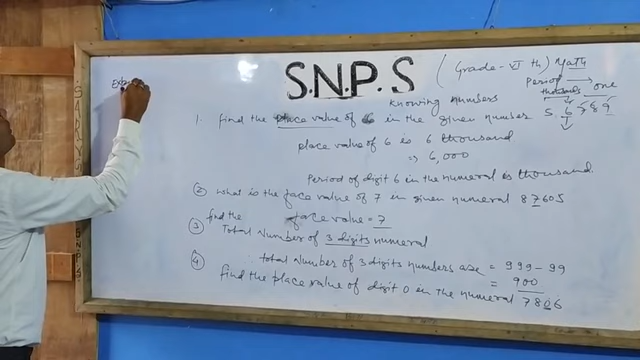 S.N.P.S (Grade-VI th) Math
knowing numbers
Period → one
thousands
1. find the place value of 6 in the given number 5.6789
place value of 6 is 6 thousand
⇒ 6,000
Period of digit 6 in the numeral is thousand.
② what is the face value of 7 in given numeral 87605
face value = 7
③ find the
Total Number of 3 digits numeral
total number of 3 digits numbers are = 999 - 99
= 900
④ find the place value of digit 0 in the numeral 7806